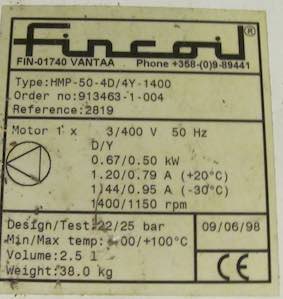 fincoil®
FIN-01740 VANTAA Phone +358-(0)9-89441
Type:HMP-50-4D/4Y-1400
Order no:913463-1-004
Reference:2819
Motor 1 x 3/400 V 50 Hz
D/Y
0.67/0.50 kW
1.20/0.79 A (+20°C)
1.44/0.95 A (-30°C)
1400/1150 rpm
Design/Test:22/25 bar 09/06/98
Min/Max temp: 00/+100°C
Volume:2.5 l
Weight:38.0 kg CE